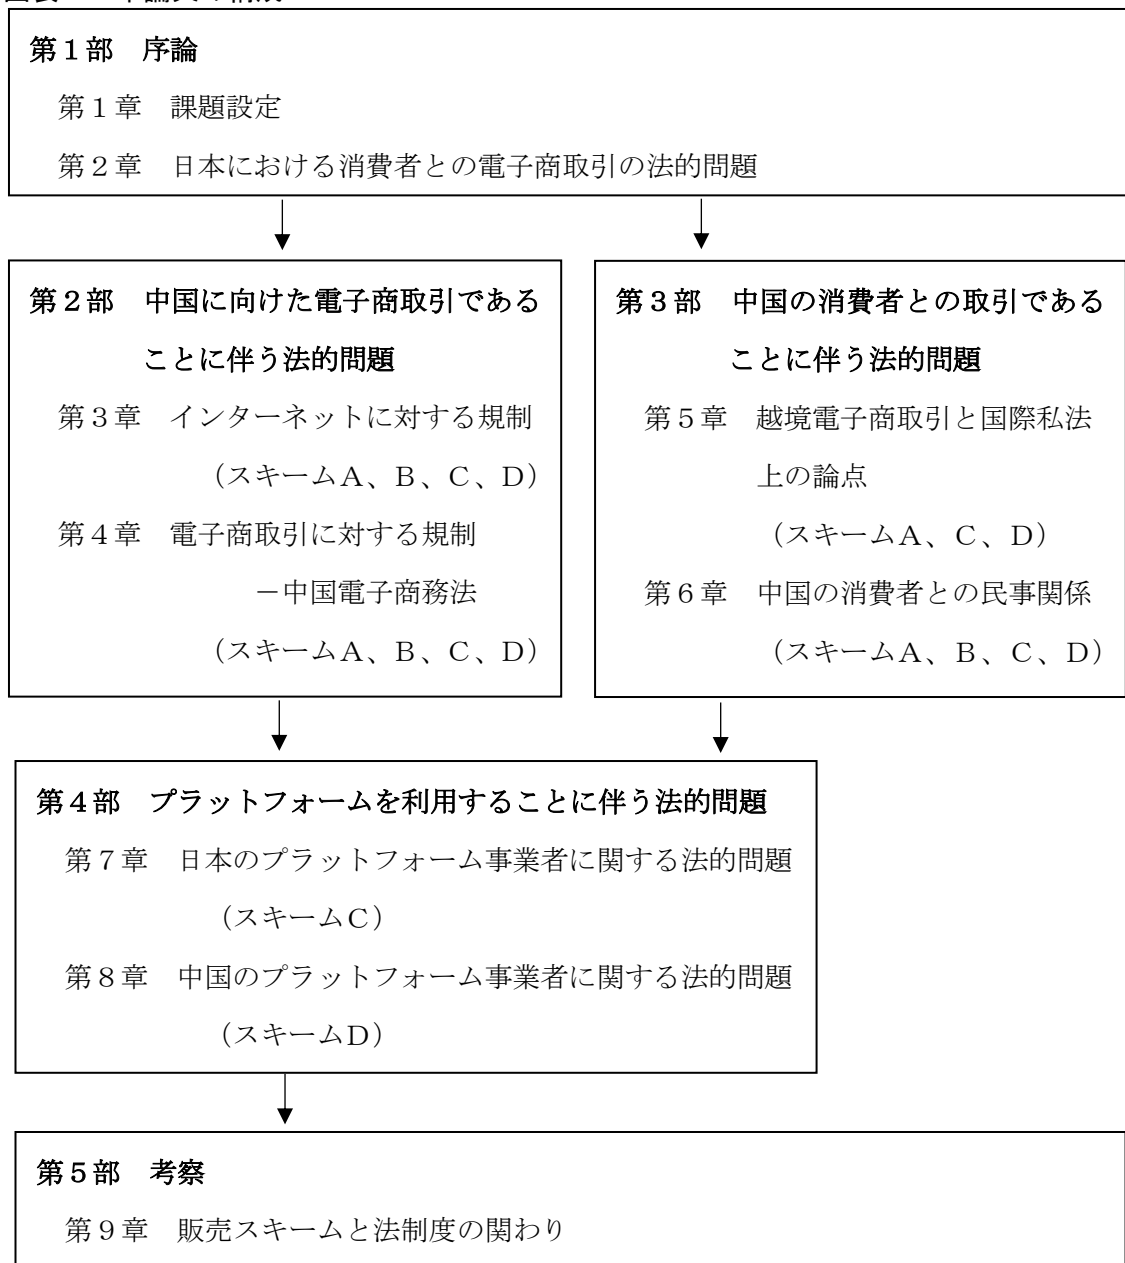 第１部　序論
第１章　課題設定
第２章　日本における消費者との電子商取引の法的問題
第２部　中国に向けた電子商取引である
ことに伴う法的問題
第３章　インターネットに対する規制
（スキームＡ、Ｂ、Ｃ、Ｄ）
第４章　電子商取引に対する規制
－中国電子商務法
（スキームＡ、Ｂ、Ｃ、Ｄ）
第３部　中国の消費者との取引である
ことに伴う法的問題
第５章　越境電子商取引と国際私法
上の論点
（スキームＡ、Ｃ、Ｄ）
第６章　中国の消費者との民事関係
（スキームＡ、Ｂ、Ｃ、Ｄ）
第４部　プラットフォームを利用することに伴う法的問題
第７章　日本のプラットフォーム事業者に関する法的問題
（スキームＣ）
第８章　中国のプラットフォーム事業者に関する法的問題
（スキームＤ）
第５部　考察
第９章　販売スキームと法制度の関わり